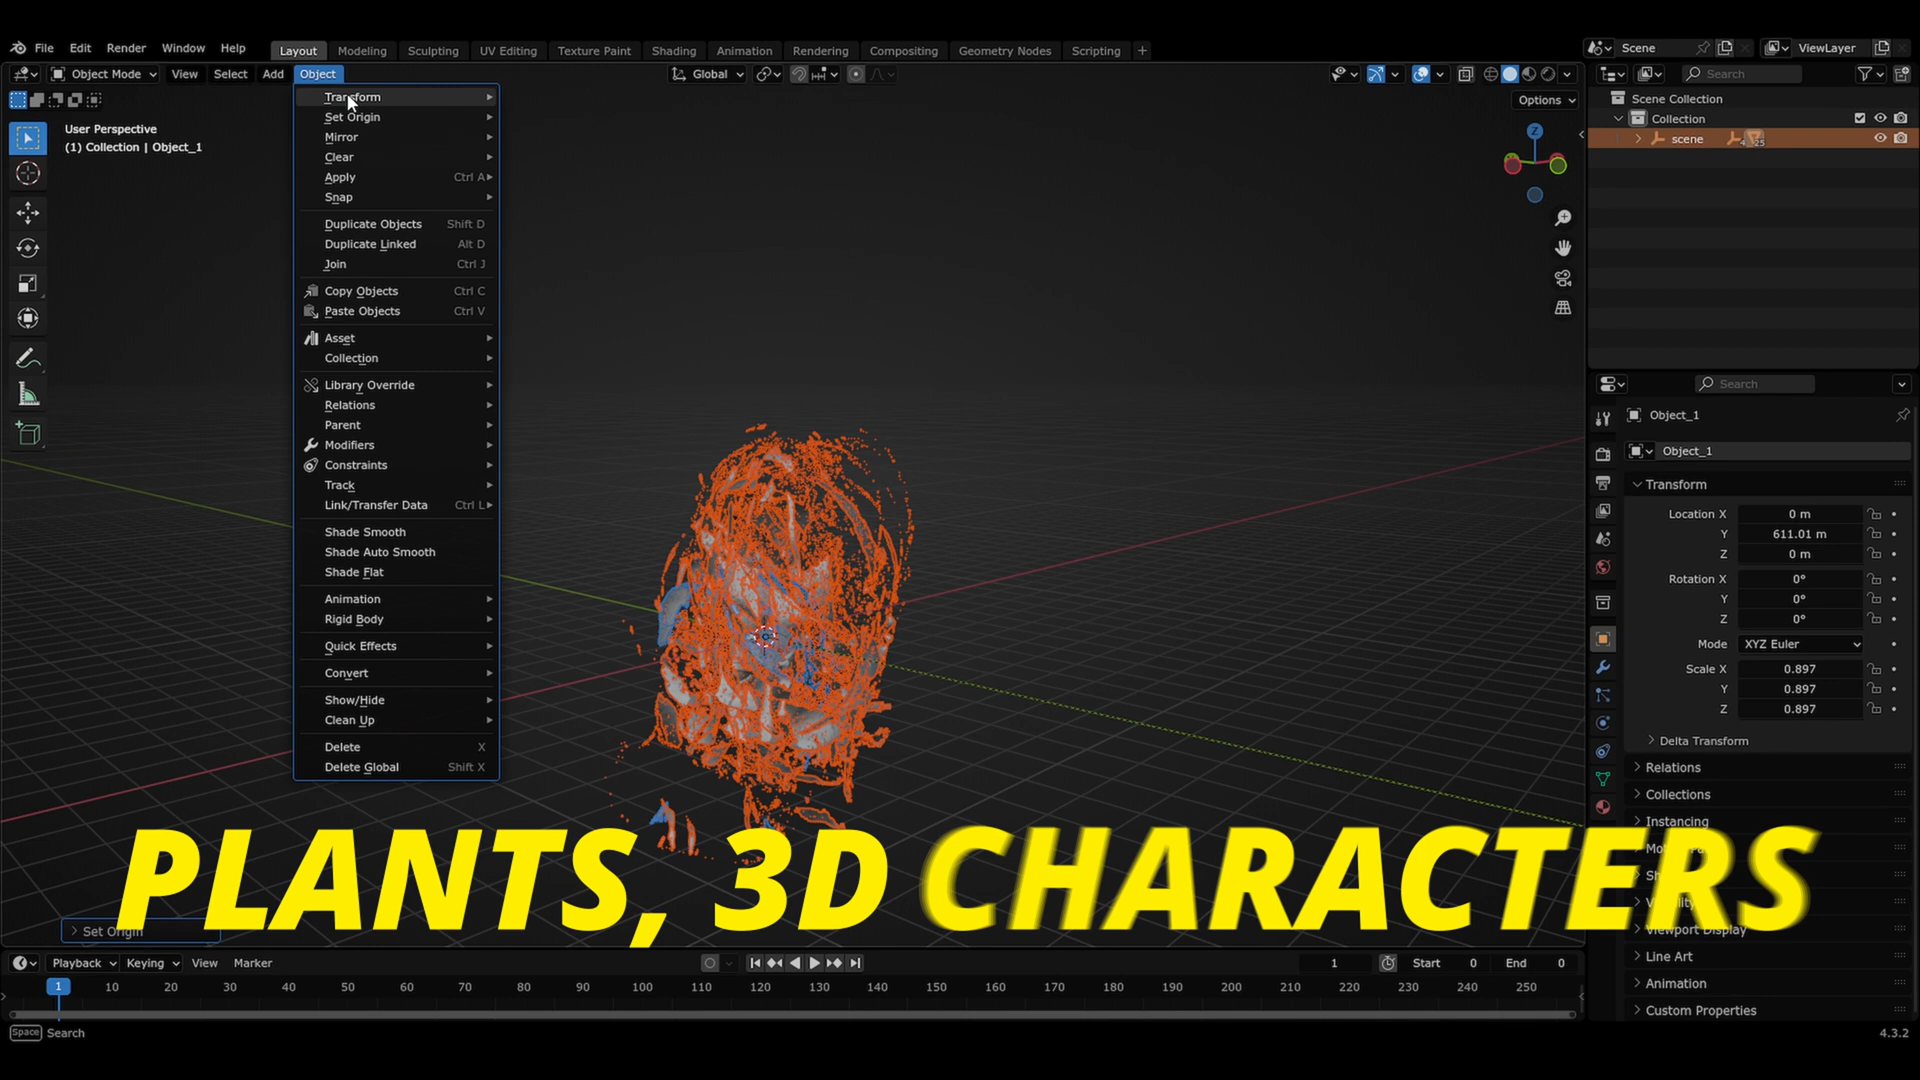 File Edit Render Window Help Layout Modeling Sculpting UV Editing Texture Paint Shading Animation Rendering Compositing Geometry Nodes Scripting + Scene ViewLayer
Object Mode View Select Add Object Global Search
Options
User Perspective
(1) Collection | Object_1
Transform
Set Origin
Mirror
Clear
Apply Ctrl A
Snap
Duplicate Objects Shift D
Duplicate Linked Alt D
Join Ctrl J
Copy Objects Ctrl C
Paste Objects Ctrl V
Asset
Collection
Library Override
Relations
Parent
Modifiers
Constraints
Track
Link/Transfer Data Ctrl L
Shade Smooth
Shade Auto Smooth
Shade Flat
Animation
Rigid Body
Quick Effects
Convert
Show/Hide
Clean Up
Delete X
Delete Global Shift X
Z
Scene Collection
Collection
scene
Search
Object_1
Object_1
Transform
Location X 0 m
Y 611.01 m
Z 0 m
Rotation X 0°
Y 0°
Z 0°
Mode XYZ Euler
Scale X 0.897
Y 0.897
Z 0.897
Delta Transform
Relations
Collections
Instancing
Viewport Display
Line Art
Animation
Custom Properties
PLANTS, 3D CHARACTERS
Set Origin
Playback Keying View Marker 1 Start 0 End 0
1 10 20 30 40 50 60 70 80 90 100 110 120 130 140 150 160 170 180 190 200 210 220 230 240 250
Space Search 4.3.2